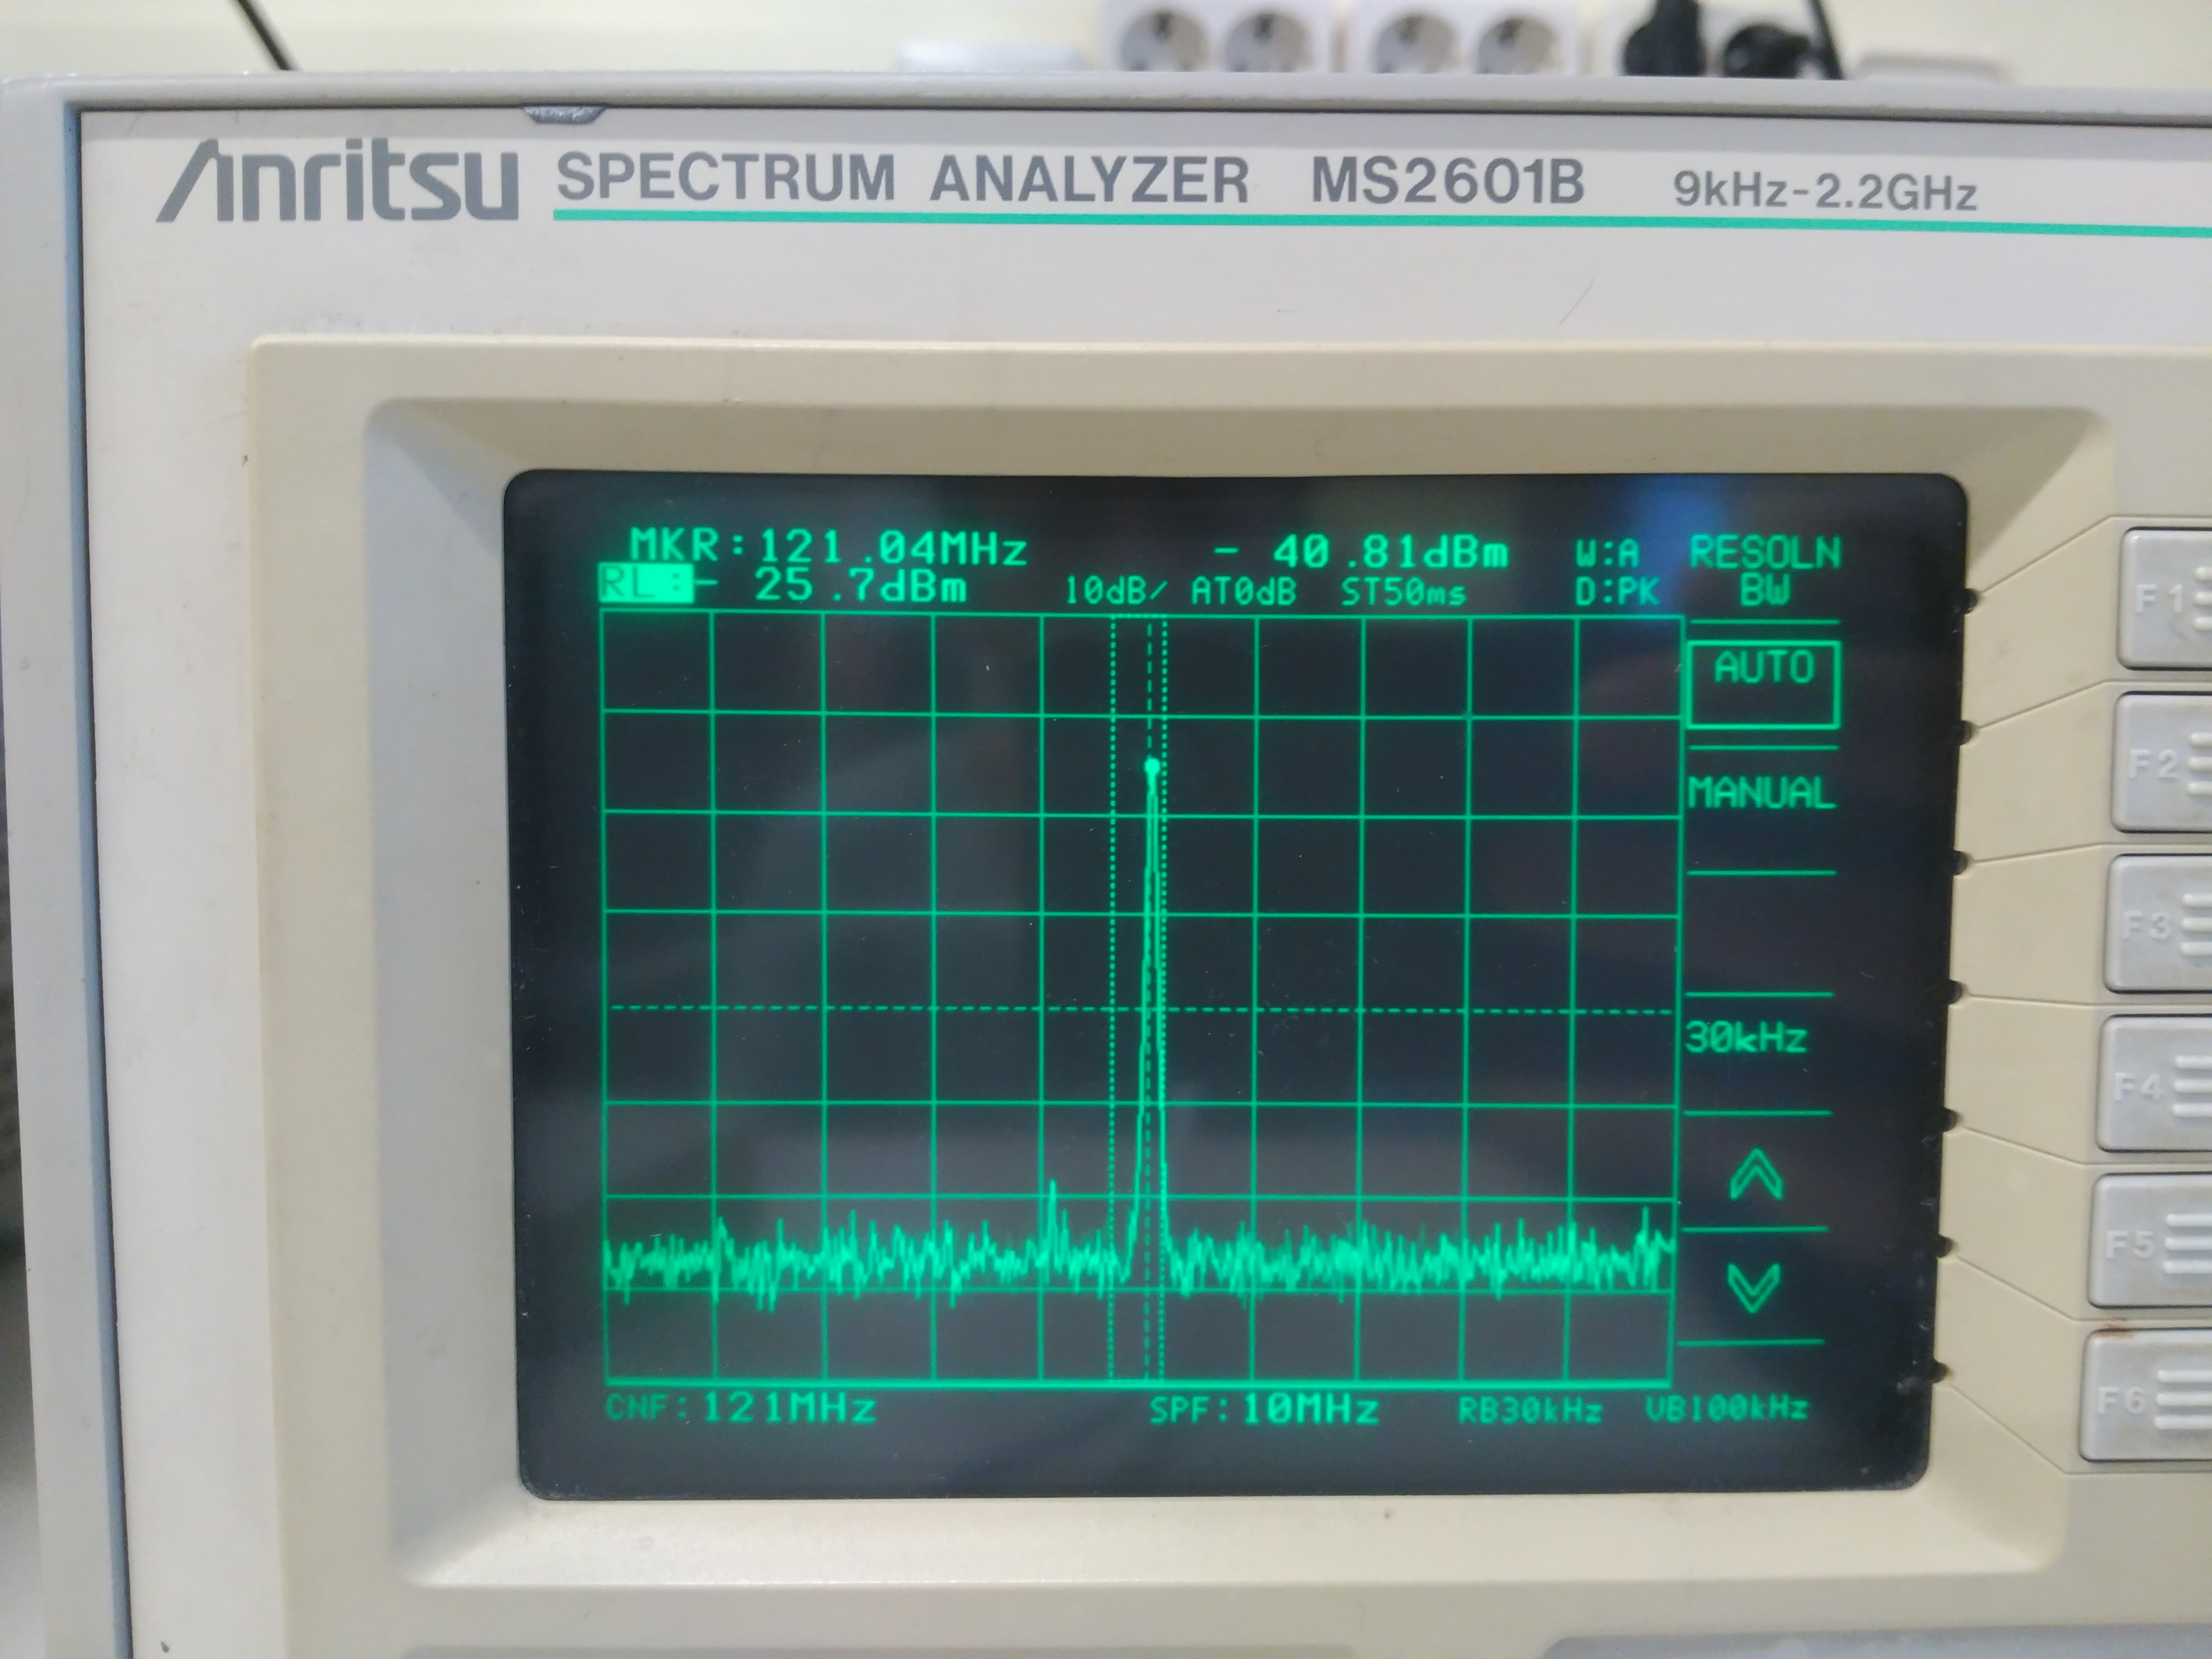 Anritsu SPECTRUM ANALYZER MS2601B 9kHz-2.2GHz
MKR:121.04MHz - 40.81dBm W:A
RL:- 25.7dBm 10dB/ AT0dB ST50ms D:PK
RESOLN
BW
AUTO
MANUAL
30kHz
CNF:121MHz SPF:10MHz RB30kHz VB100kHz
F1
F2
F3
F4
F5
F6